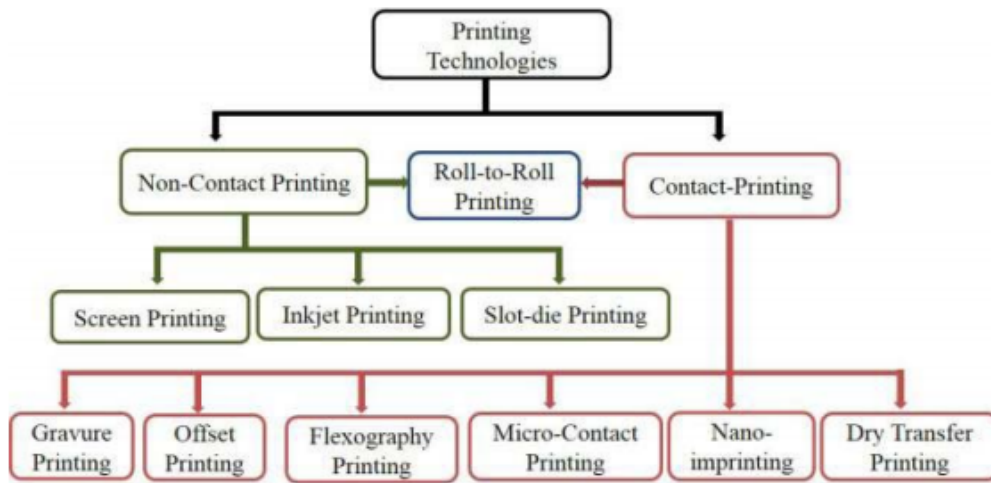 Printing
Technologies
Non-Contact Printing
Roll-to-Roll
Printing
Contact-Printing
Screen Printing
Inkjet Printing
Slot-die Printing
Gravure
Printing
Offset
Printing
Flexography
Printing
Micro-Contact
Printing
Nano-
imprinting
Dry Transfer
Printing